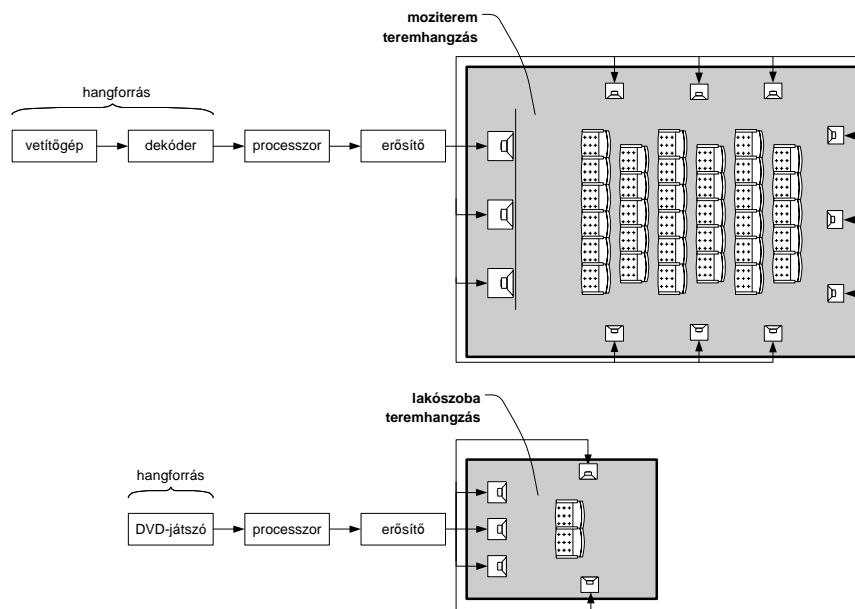 moziterem
teremhangzás
hangforrás
vetítőgép
dekóder
processzor
erősítő
lakószoba
teremhangzás
hangforrás
DVD-játszó
processzor
erősítő